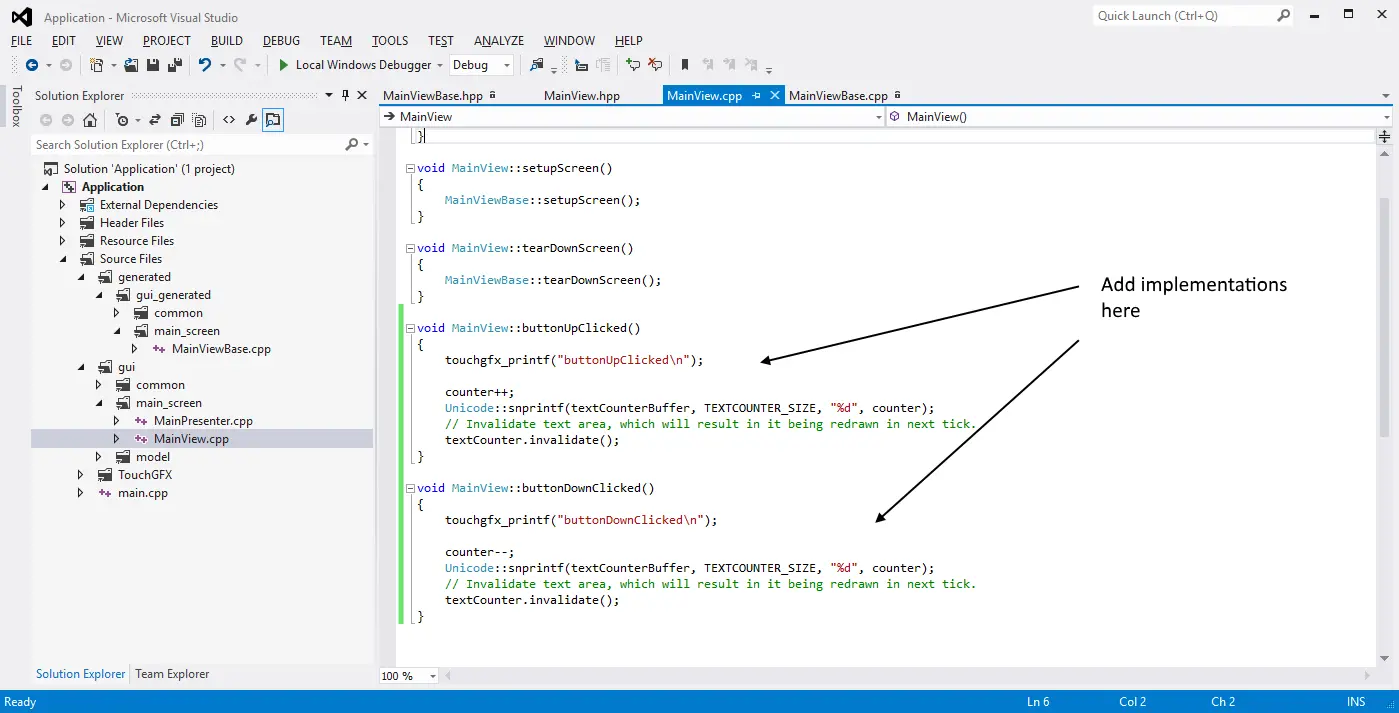 Application - Microsoft Visual Studio
Quick Launch (Ctrl+Q)
FILE EDIT VIEW PROJECT BUILD DEBUG TEAM TOOLS TEST ANALYZE WINDOW HELP
Local Windows Debugger Debug
Toolbox
Solution Explorer
MainViewBase.hpp MainView.hpp MainView.cpp MainViewBase.cpp
MainView MainView()
Search Solution Explorer (Ctrl+;)
Solution 'Application' (1 project)
Application
External Dependencies
Header Files
Resource Files
Source Files
generated
gui_generated
common
main_screen
MainViewBase.cpp
gui
common
main_screen
MainPresenter.cpp
MainView.cpp
model
TouchGFX
main.cpp
Solution Explorer Team Explorer
}
void MainView::setupScreen()
{
MainViewBase::setupScreen();
}
void MainView::tearDownScreen()
{
MainViewBase::tearDownScreen();
}
void MainView::buttonUpClicked()
{
touchgfx_printf("buttonUpClicked\n");
counter++;
Unicode::snprintf(textCounterBuffer, TEXTCOUNTER_SIZE, "%d", counter);
// Invalidate text area, which will result in it being redrawn in next tick.
textCounter.invalidate();
}
void MainView::buttonDownClicked()
{
touchgfx_printf("buttonDownClicked\n");
counter--;
Unicode::snprintf(textCounterBuffer, TEXTCOUNTER_SIZE, "%d", counter);
// Invalidate text area, which will result in it being redrawn in next tick.
textCounter.invalidate();
}
Add implementations
here
100 %
Ready Ln 6 Col 2 Ch 2 INS